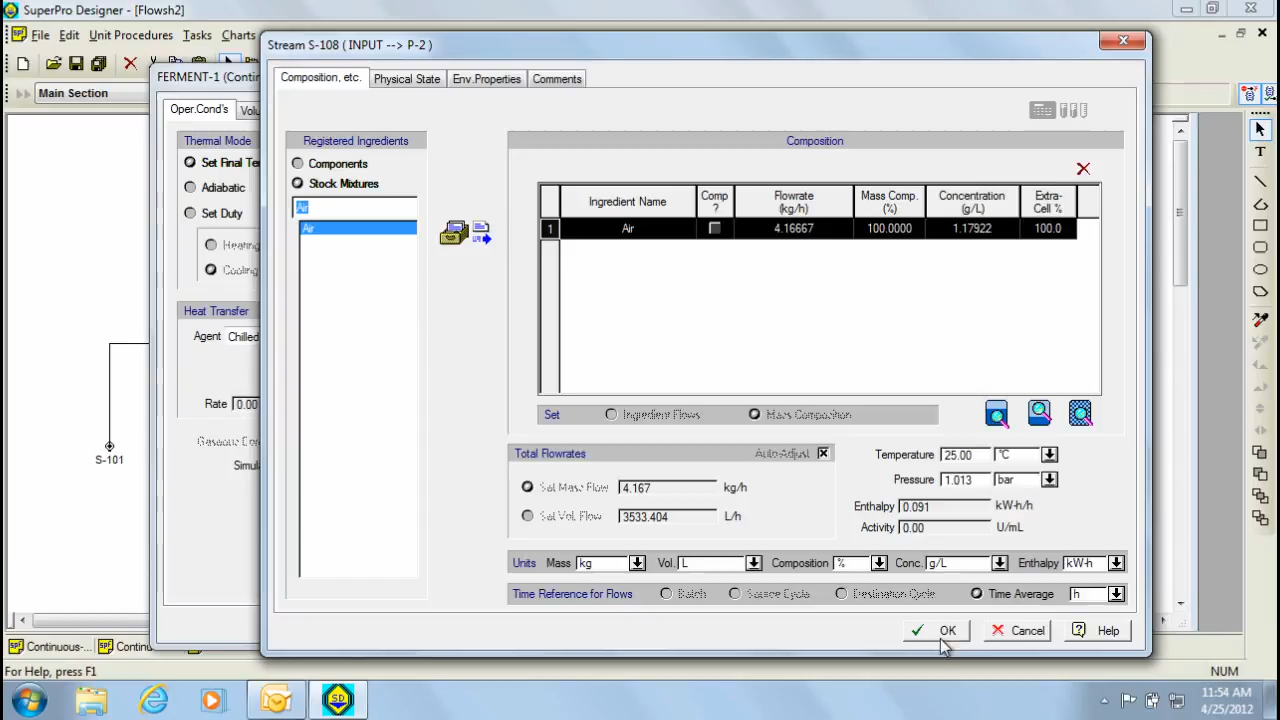 SuperPro Designer - [Flowsh2]
File Edit Unit Procedures Tasks Charts
Main Section
FERMENT-1 (Conti
Oper.Cond's
Thermal Mode
Set Final Te
Adiabatic
Set Duty
Heating
Cooling
Heat Transfer
Agent Chilled
Rate 0.00
S-101
Stream S-108 ( INPUT --> P-2 )
Composition, etc. Physical State Env.Properties Comments
Registered Ingredients
Components
Stock Mixtures
Air
Air
Composition
Ingredient Name Comp ? Flowrate (kg/h) Mass Comp. (%) Concentration (g/L) Extra-Cell %
1 Air 4.16667 100.0000 1.17922 100.0
Set Ingredient Flows Mass Composition
Total Flowrates Auto-Adjust
Set Mass Flow 4.167 kg/h
Set Vol. Flow 3533.404 L/h
Temperature 25.00 °C
Pressure 1.013 bar
Enthalpy 0.091 kW-h/h
Activity 0.00 U/mL
Units Mass kg Vol. L Composition % Conc. g/L Enthalpy kW-h
Time Reference for Flows Batch Source Cycle Destination Cycle Time Average h
OK Cancel Help
Continuous-... Contin
For Help, press F1 NUM
11:54 AM
4/25/2012